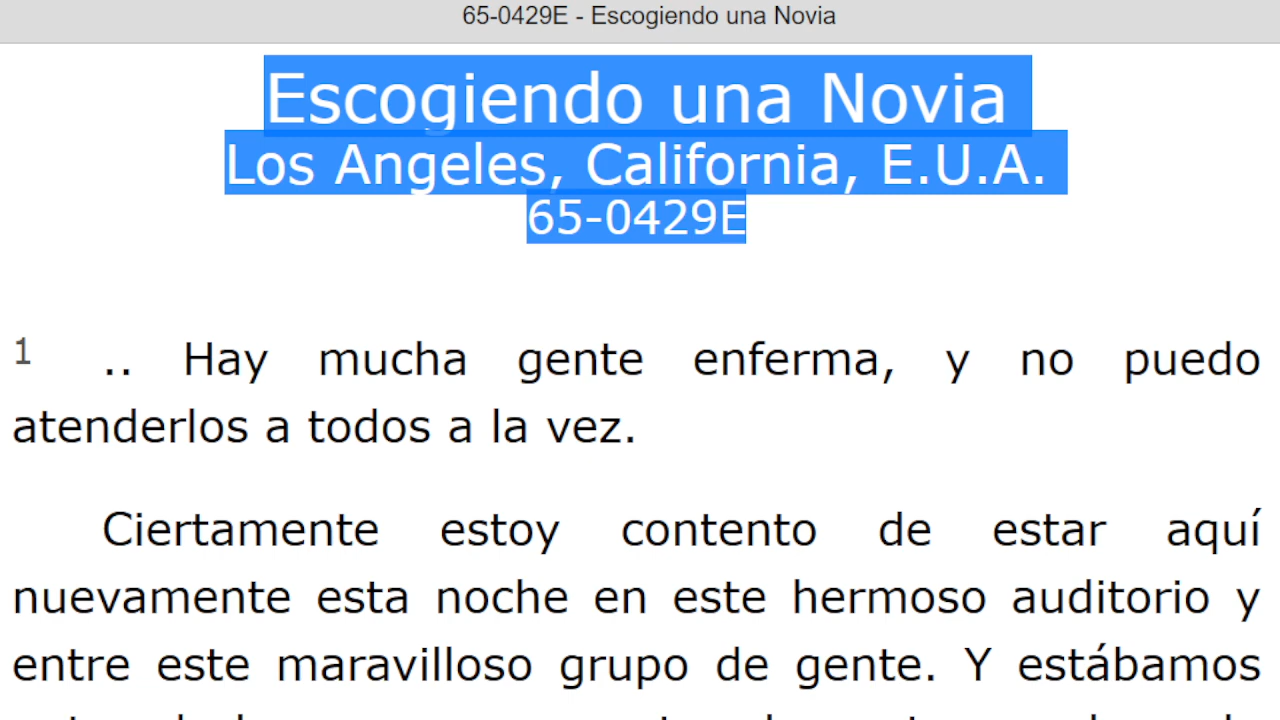 65-0429E - Escogiendo una Novia
Escogiendo una Novia
Los Angeles, California, E.U.A.
65-0429E
1 .. Hay mucha gente enferma, y no puedo
atenderlos a todos a la vez.
Ciertamente estoy contento de estar aquí
nuevamente esta noche en este hermoso auditorio y
entre este maravilloso grupo de gente. Y estábamos